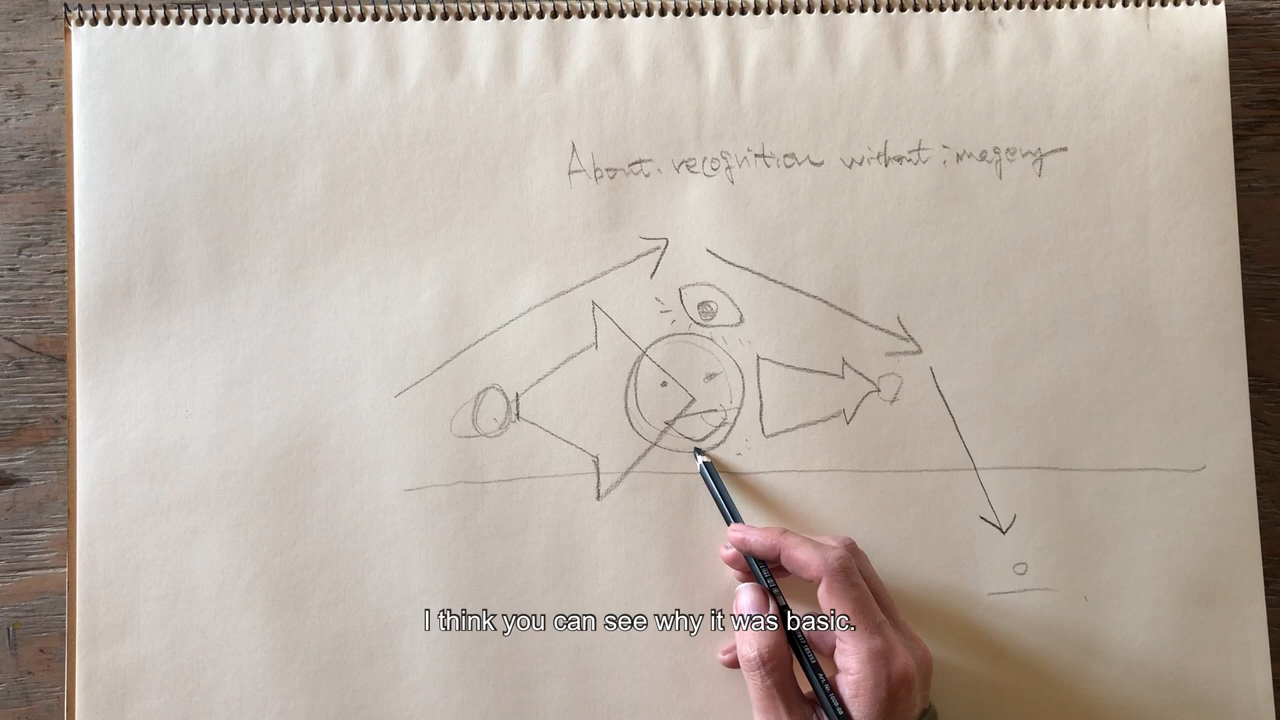 About. recognition without imagery
I think you can see why it was basic.